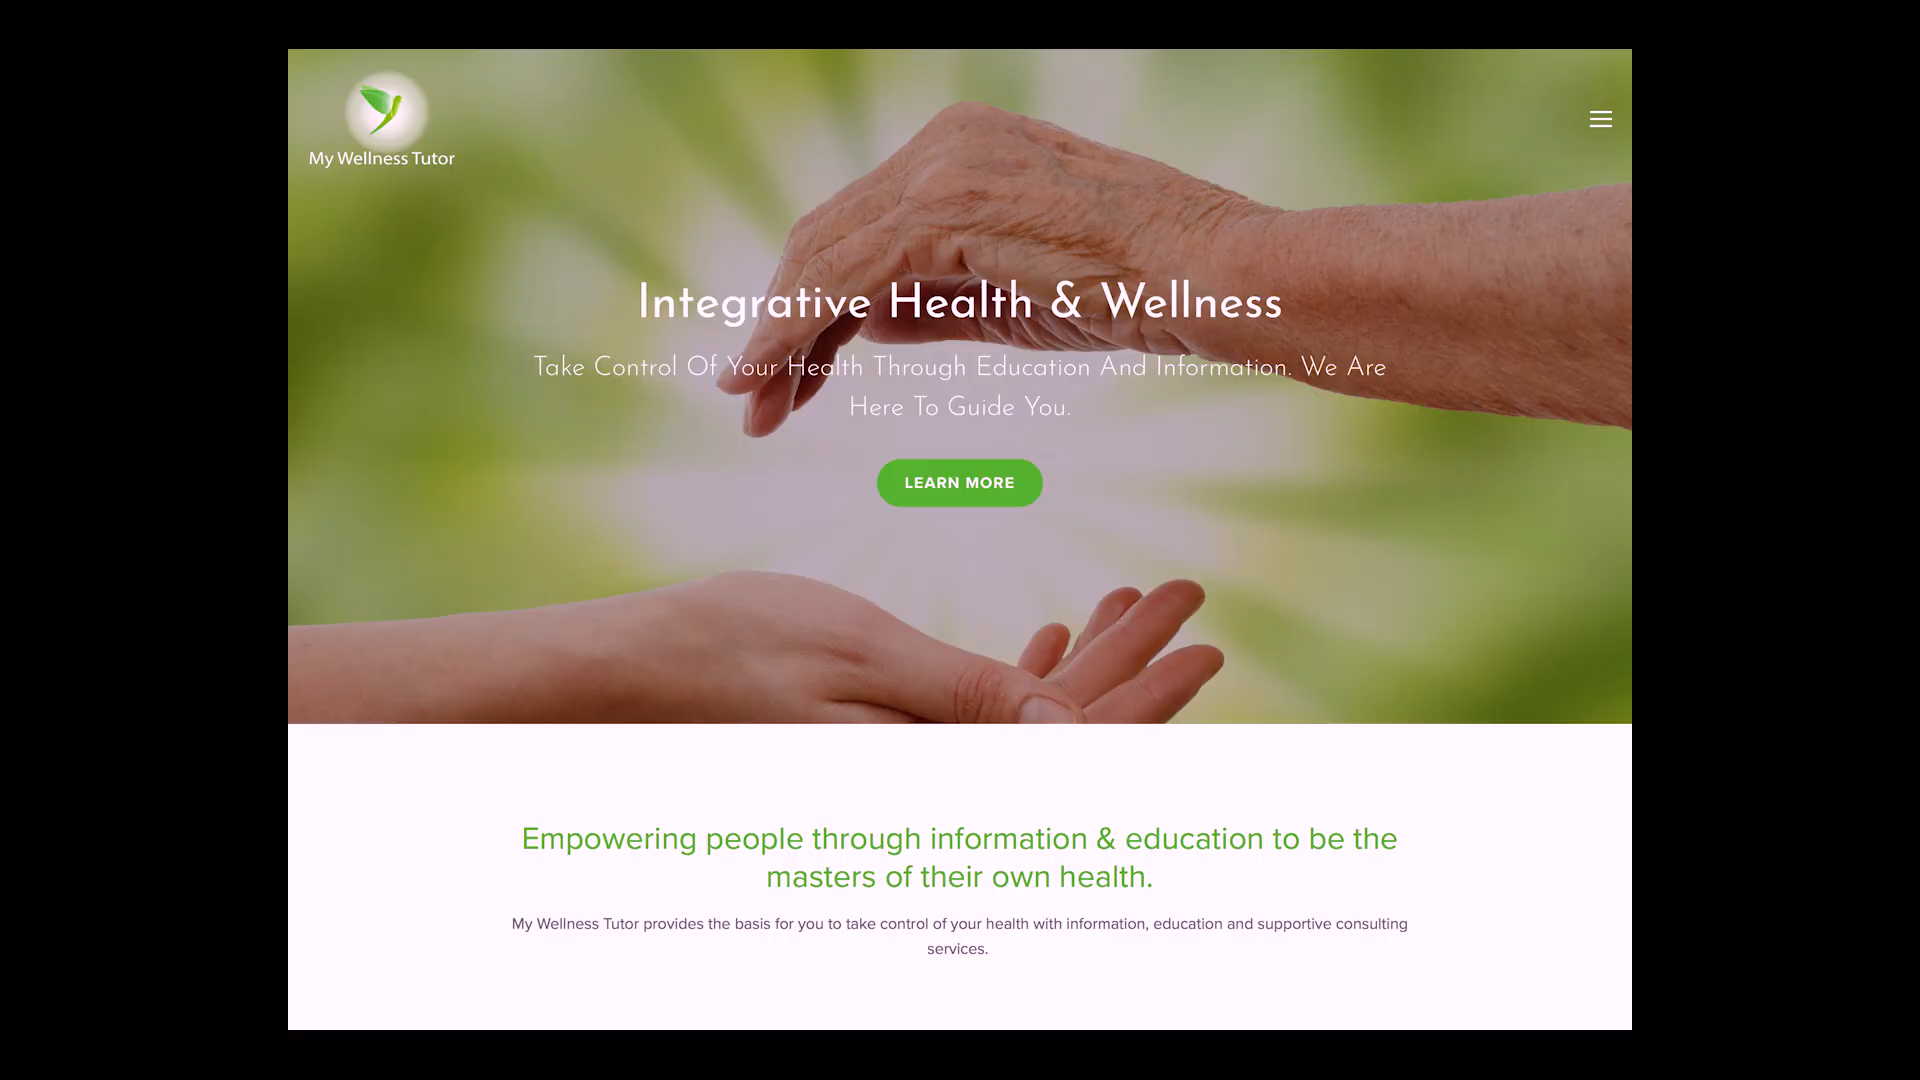 My Wellness Tutor
Integrative Health & Wellness
Take Control Of Your Health Through Education And Information. We Are
Here To Guide You.
LEARN MORE
Empowering people through information & education to be the
masters of their own health.
My Wellness Tutor provides the basis for you to take control of your health with information, education and supportive consulting
services.